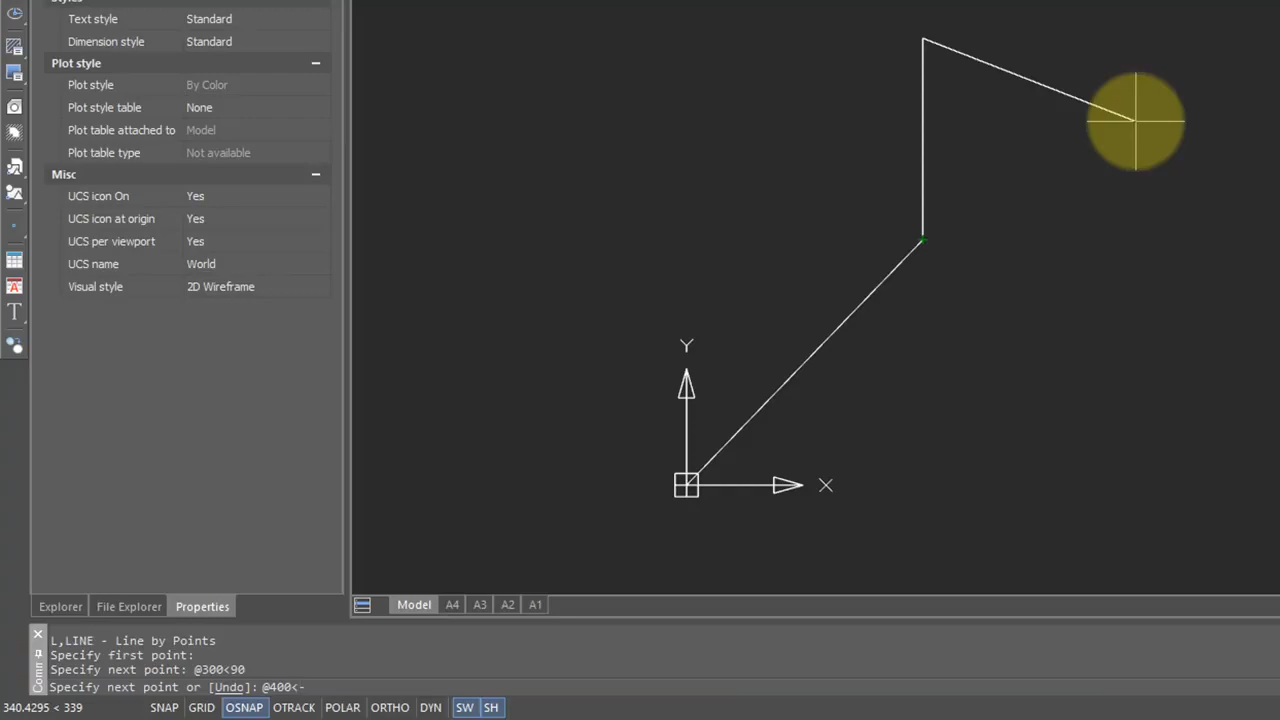 Text style Standard
Dimension style Standard
Plot style
Plot style By Color
Plot style table None
Plot table attached to Model
Plot table type Not available
Misc
UCS icon On Yes
UCS icon at origin Yes
UCS per viewport Yes
UCS name World
Visual style 2D Wireframe
Y
X
Explorer File Explorer Properties
Model A4 A3 A2 A1
L,LINE - Line by Points
Specify first point:
Specify next point: @300<90
Specify next point or [Undo]: @400<-
Comm
340.4295 < 339 SNAP GRID OSNAP OTRACK POLAR ORTHO DYN SW SH